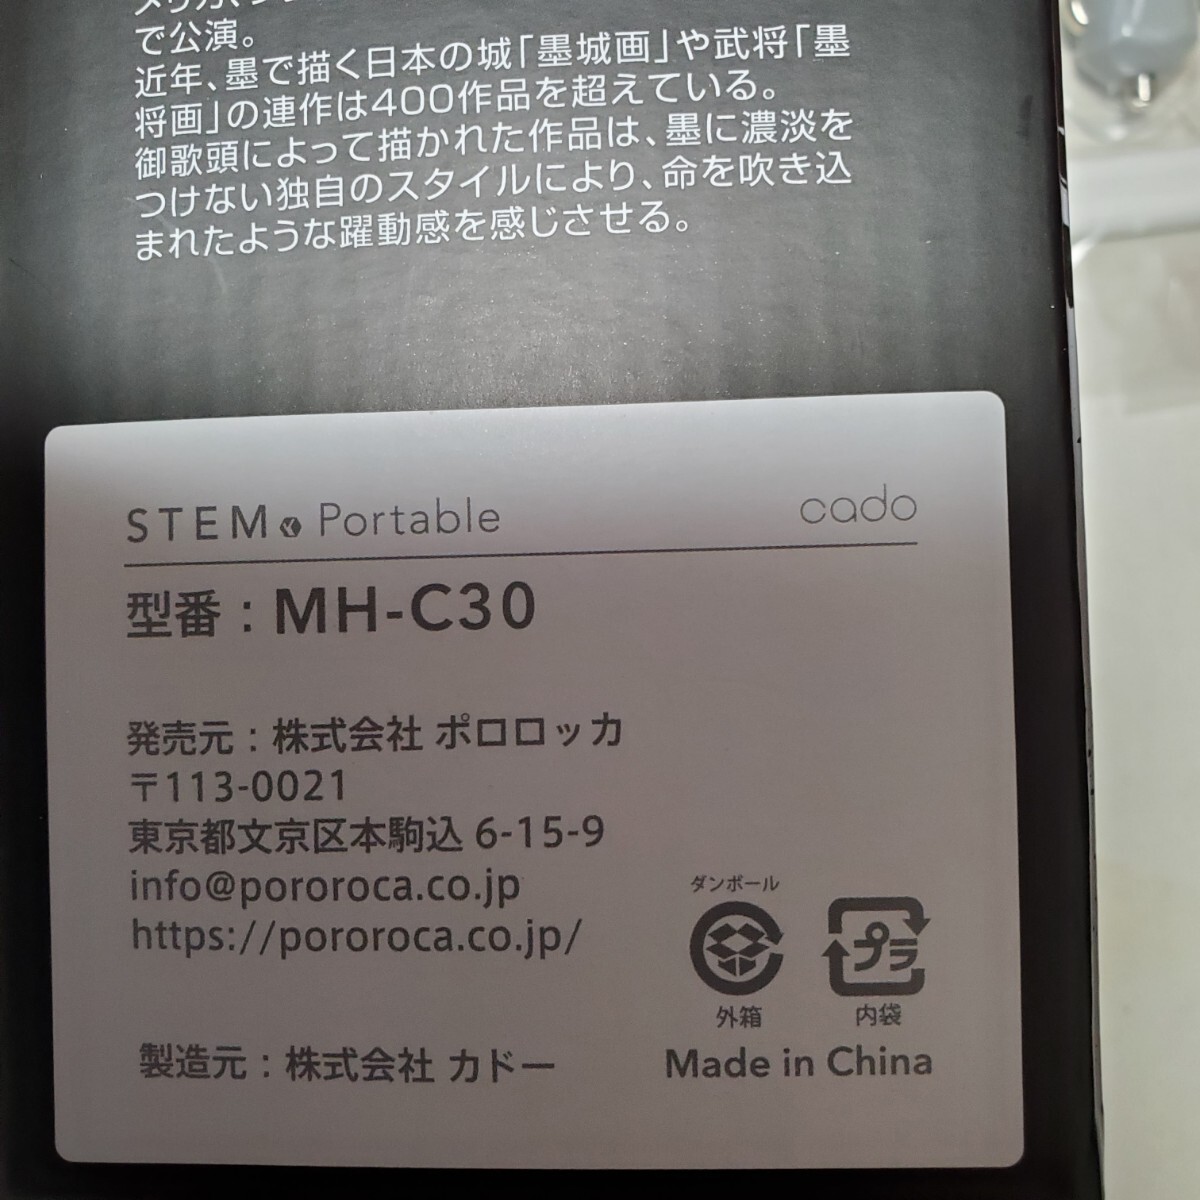 で公演。
近年、墨で描く日本の城「墨城画」や武将「墨
将画」の連作は400作品を超えている。
御歌頭によって描かれた作品は、墨に濃淡を
つけない独自のスタイルにより、命を吹き込
まれたような躍動感を感じさせる。
STEM Portable
cado
型番：MH-C30
発売元：株式会社 ポロロッカ
〒113-0021
東京都文京区本駒込 6-15-9
info@pororoca.co.jp
https://pororoca.co.jp/
製造元：株式会社 カドー
ダンボール
外箱
プラ
内袋
Made in China